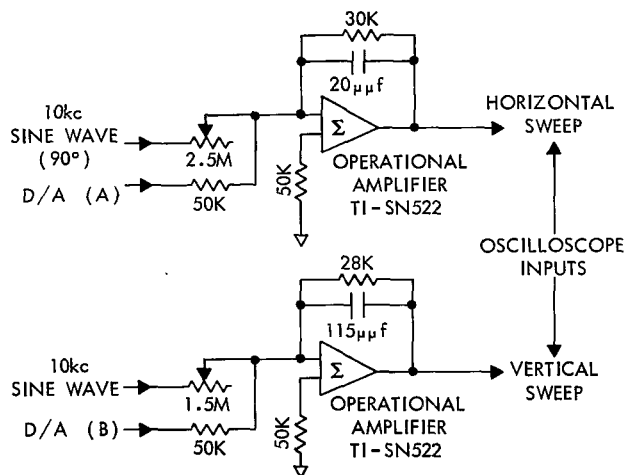 30K
20µµf
10kc
SINE WAVE
(90°)
2.5M
D/A (A)
50K
Σ
50K
OPERATIONAL
AMPLIFIER
TI-SN522
HORIZONTAL
SWEEP
OSCILLOSCOPE
INPUTS
28K
115µµf
10kc
SINE WAVE
1.5M
D/A (B)
50K
Σ
50K
OPERATIONAL
AMPLIFIER
TI-SN522
VERTICAL
SWEEP